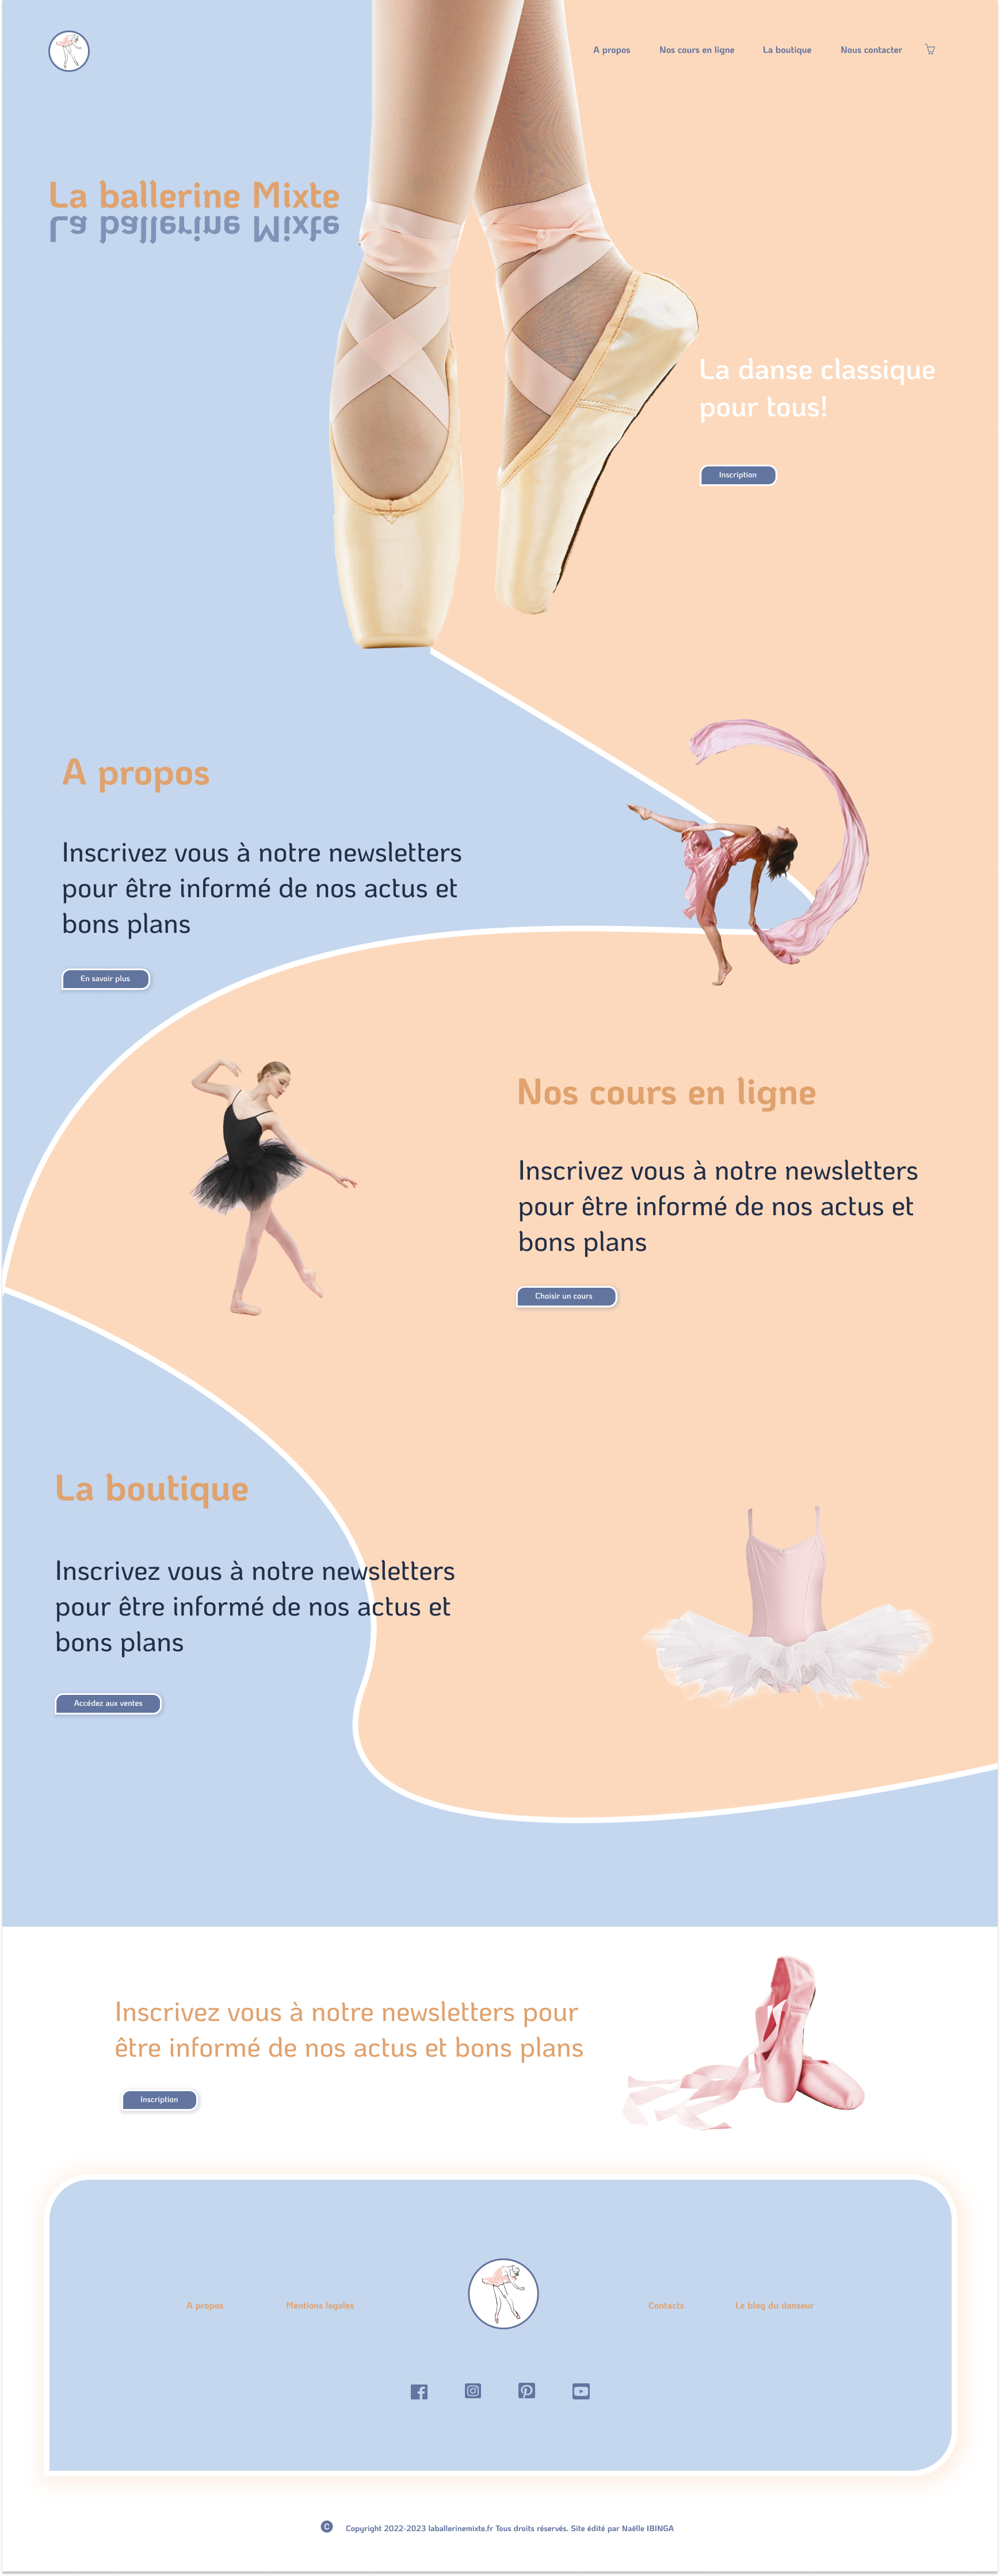 A propos
Nos cours en ligne
La boutique
Nous contacter
La ballerine Mixte
La ballerine Mixte
La danse classique
pour tous!
Inscription
A propos
Inscrivez vous à notre newsletters
pour être informé de nos actus et
bons plans
En savoir plus
Nos cours en ligne
Inscrivez vous à notre newsletters
pour être informé de nos actus et
bons plans
Choisir un cours
La boutique
Inscrivez vous à notre newsletters
pour être informé de nos actus et
bons plans
Accédez aux ventes
Inscrivez vous à notre newsletters pour
être informé de nos actus et bons plans
Inscription
A propos
Mentions legales
Contacts
Le blog du danseur
C Copyright 2022-2023 laballerinemixte.fr Tous droits réservés. Site édité par Naëlle IBINGA